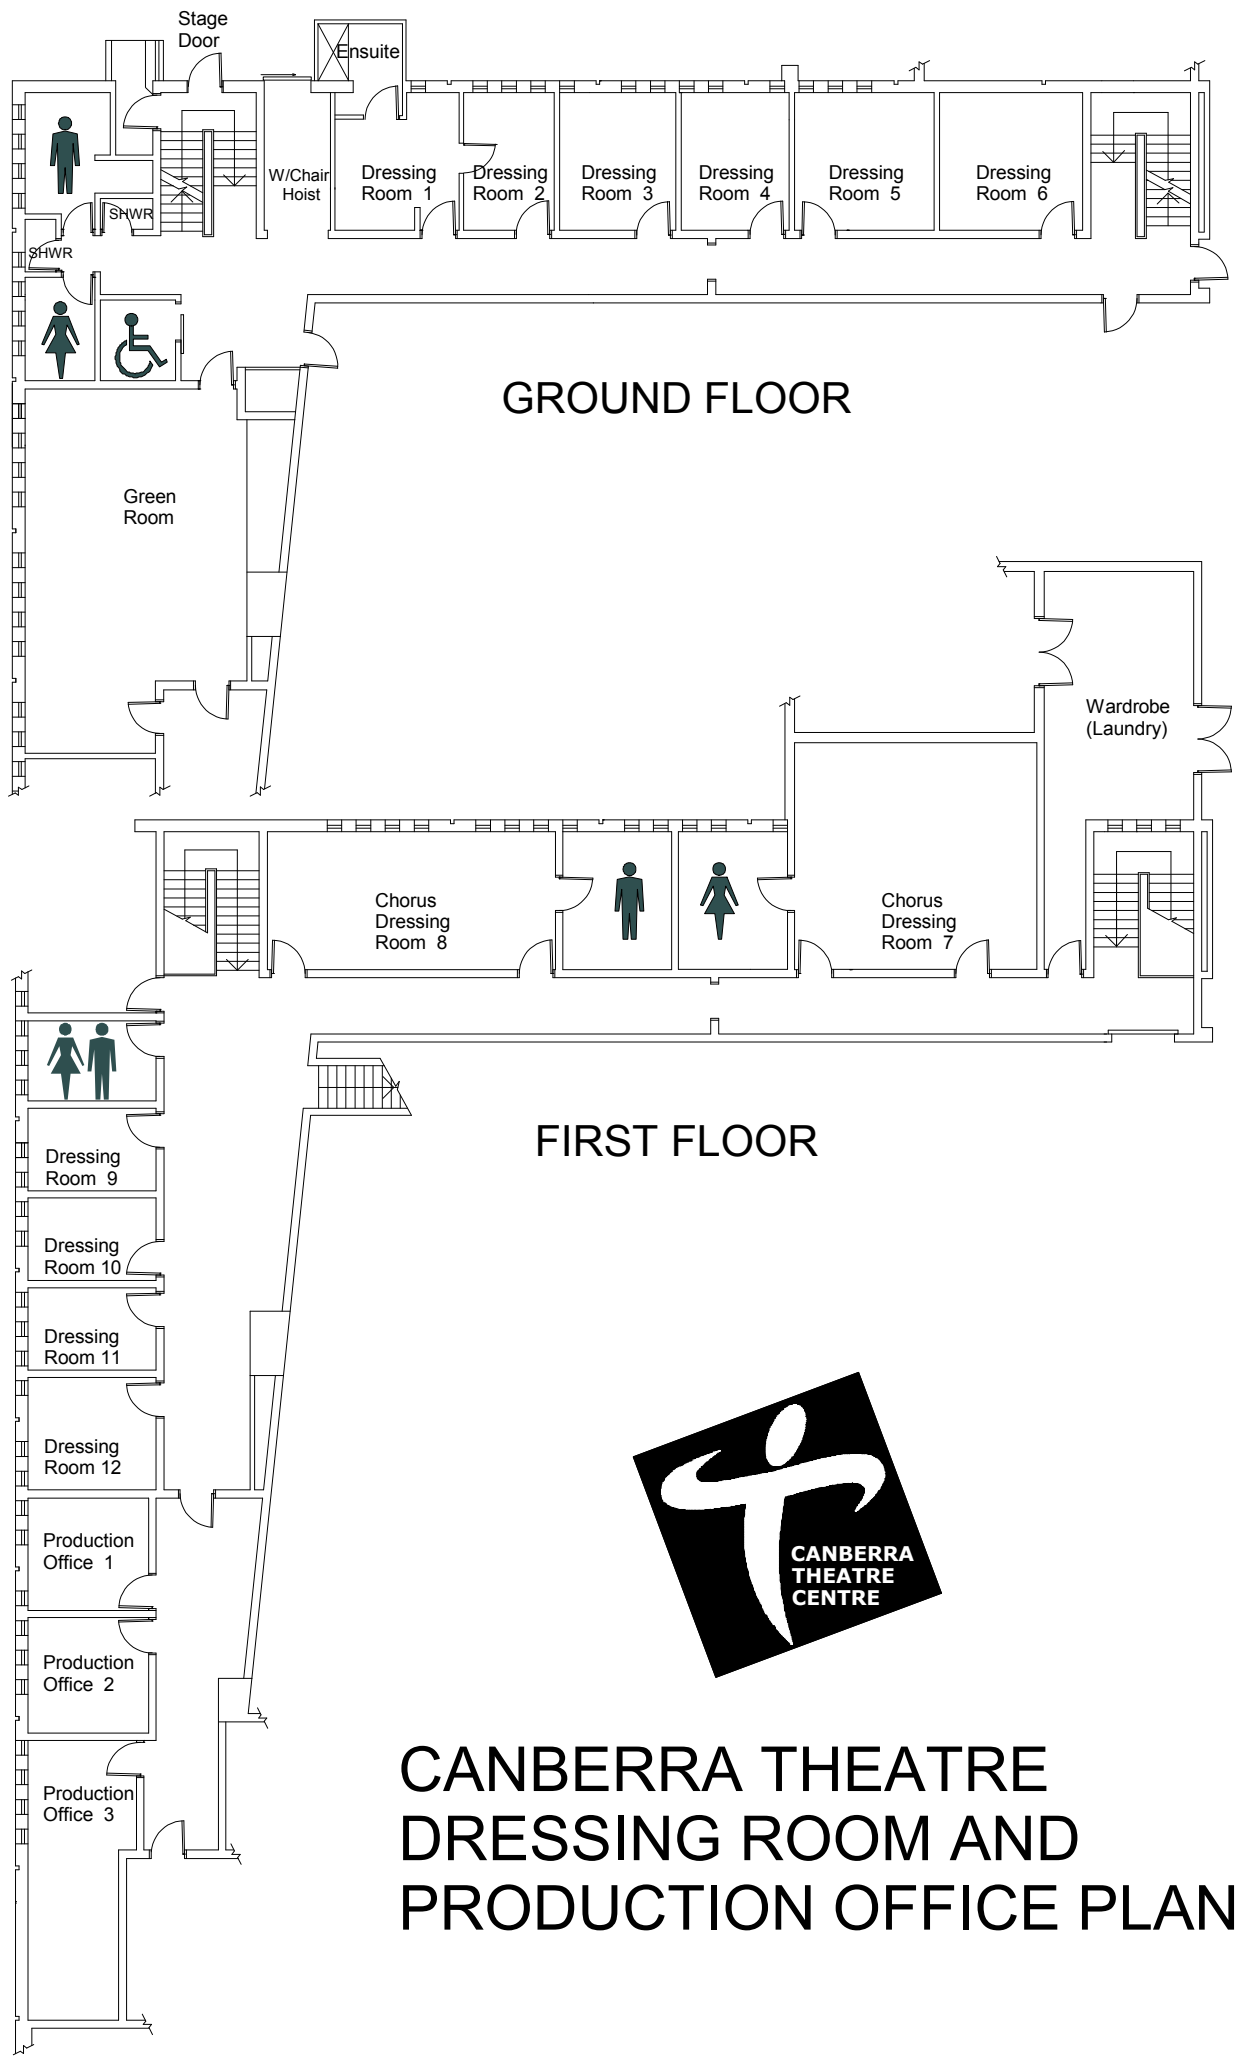 Stage
Door
Ensuite
W/Chair
Hoist
Dressing
Room 1
Dressing
Room 2
Dressing
Room 3
Dressing
Room 4
Dressing
Room 5
Dressing
Room 6
SHWR
SHWR
GROUND FLOOR
Green
Room
Wardrobe
(Laundry)
Chorus
Dressing
Room 8
Chorus
Dressing
Room 7
FIRST FLOOR
Dressing
Room 9
Dressing
Room 10
Dressing
Room 11
Dressing
Room 12
Production
Office 1
Production
Office 2
Production
Office 3
CANBERRA
THEATRE
CENTRE
CANBERRA THEATRE
DRESSING ROOM AND
PRODUCTION OFFICE PLAN